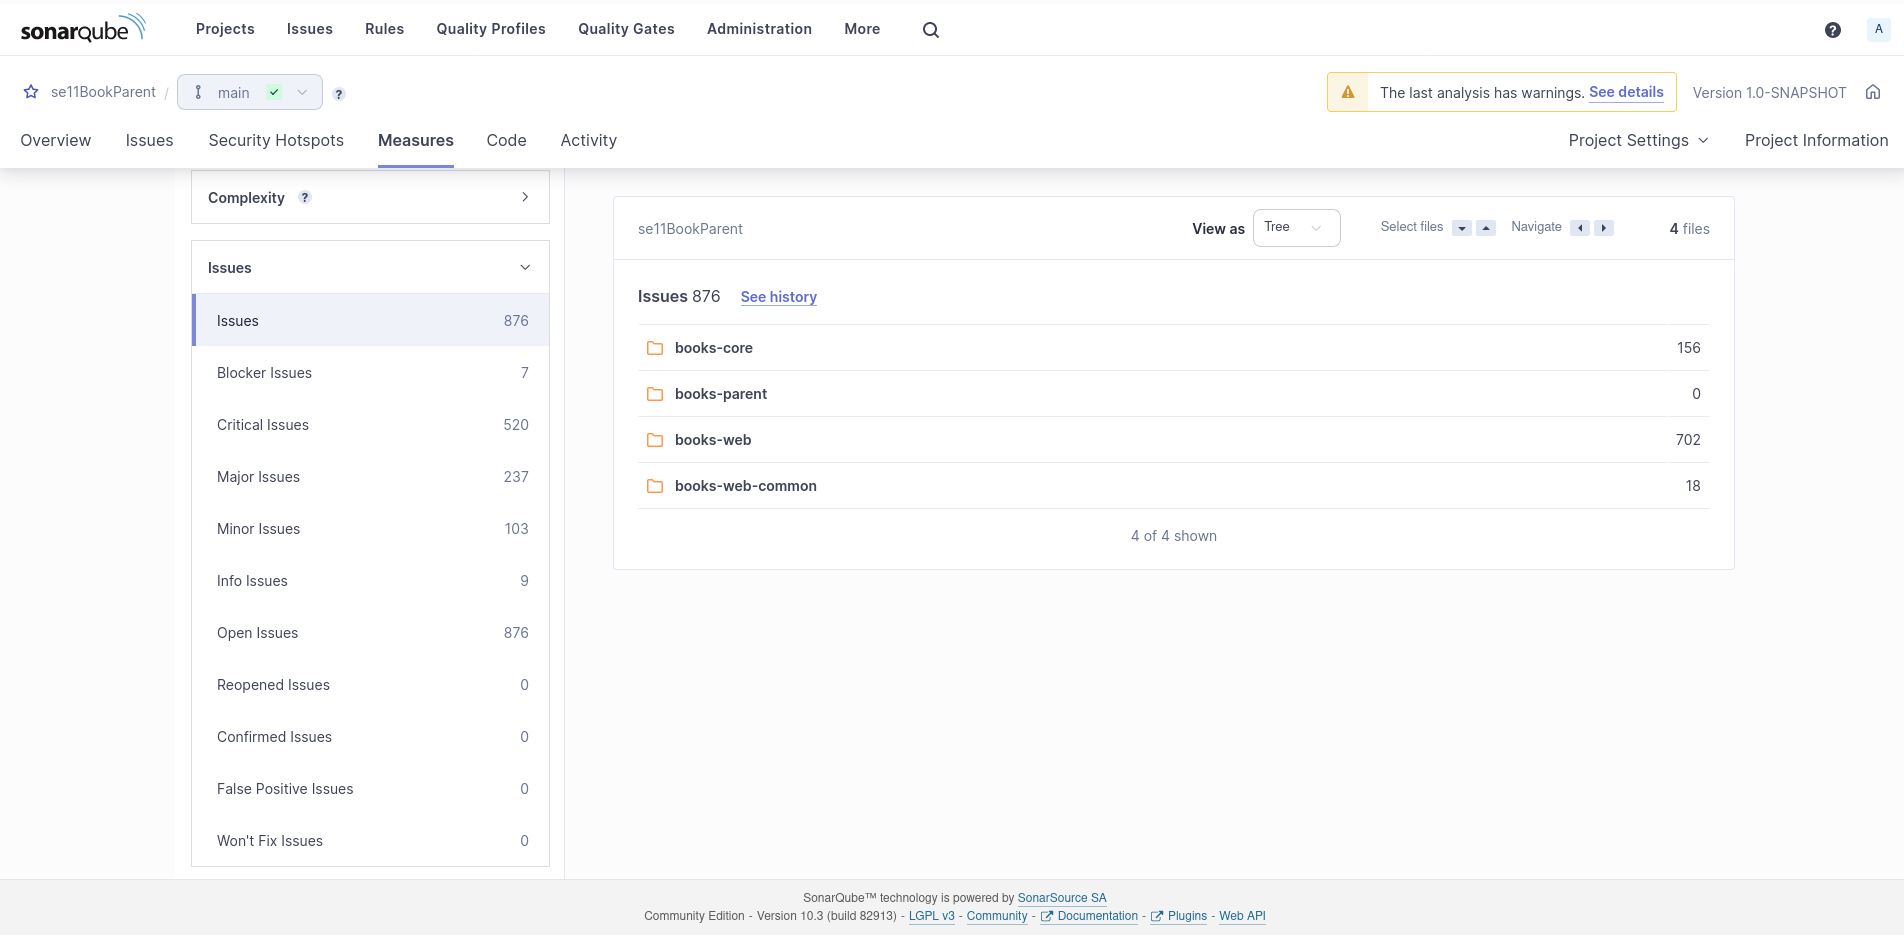 sonarqube Projects Issues Rules Quality Profiles Quality Gates Administration More ? A
se11BookParent / main ? The last analysis has warnings. See details Version 1.0-SNAPSHOT
Overview Issues Security Hotspots Measures Code Activity Project Settings Project Information
Complexity ?
Issues
Issues 876
Blocker Issues 7
Critical Issues 520
Major Issues 237
Minor Issues 103
Info Issues 9
Open Issues 876
Reopened Issues 0
Confirmed Issues 0
False Positive Issues 0
Won't Fix Issues 0
se11BookParent View as Tree Select files Navigate 4 files
Issues 876 See history
books-core 156
books-parent 0
books-web 702
books-web-common 18
4 of 4 shown
SonarQube™ technology is powered by SonarSource SA
Community Edition - Version 10.3 (build 82913) - LGPL v3 - Community - Documentation - Plugins - Web API